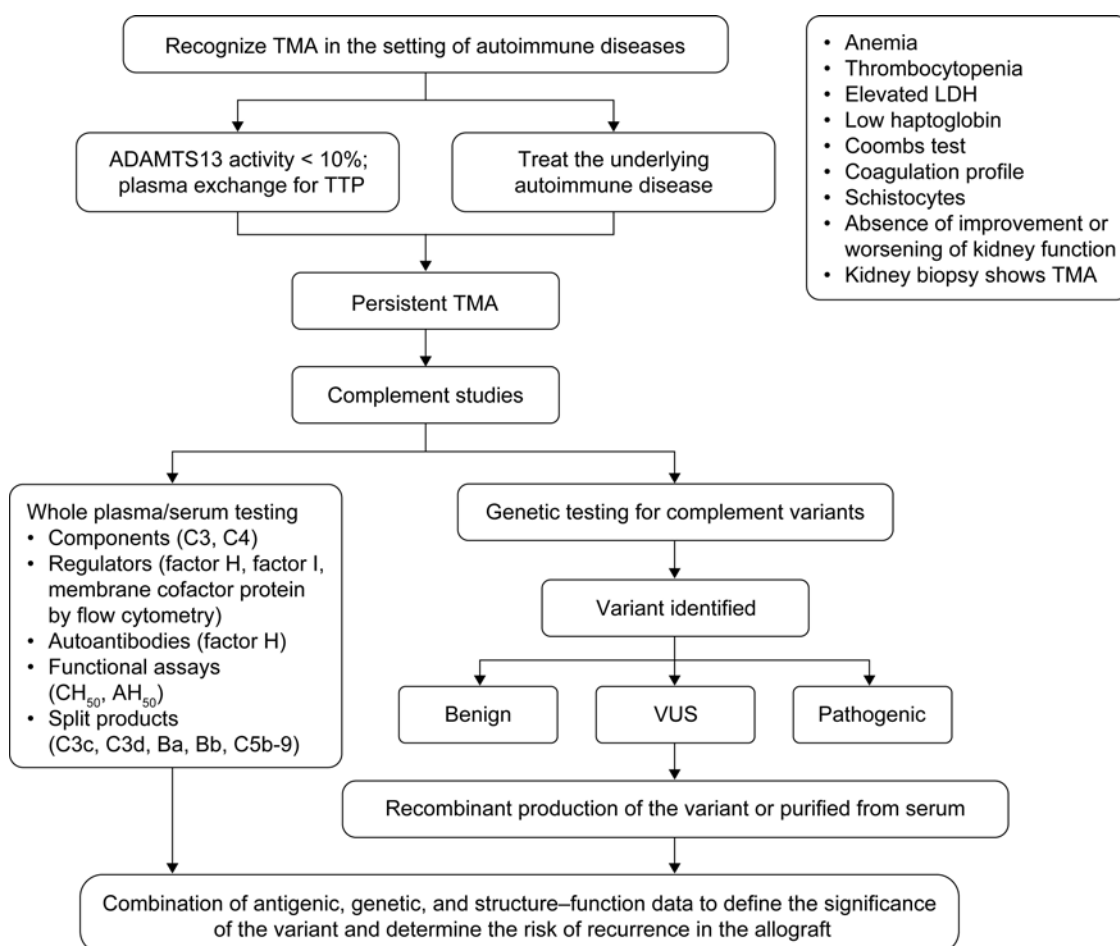 Recognize TMA in the setting of autoimmune diseases
• Anemia
• Thrombocytopenia
• Elevated LDH
• Low haptoglobin
• Coombs test
• Coagulation profile
• Schistocytes
• Absence of improvement or
worsening of kidney function
• Kidney biopsy shows TMA
ADAMTS13 activity < 10%;
plasma exchange for TTP
Treat the underlying
autoimmune disease
Persistent TMA
Complement studies
Whole plasma/serum testing
• Components (C3, C4)
• Regulators (factor H, factor I,
membrane cofactor protein
by flow cytometry)
• Autoantibodies (factor H)
• Functional assays
(CH₅₀, AH₅₀)
• Split products
(C3c, C3d, Ba, Bb, C5b-9)
Genetic testing for complement variants
Variant identified
Benign
VUS
Pathogenic
Recombinant production of the variant or purified from serum
Combination of antigenic, genetic, and structure–function data to define the significance
of the variant and determine the risk of recurrence in the allograft